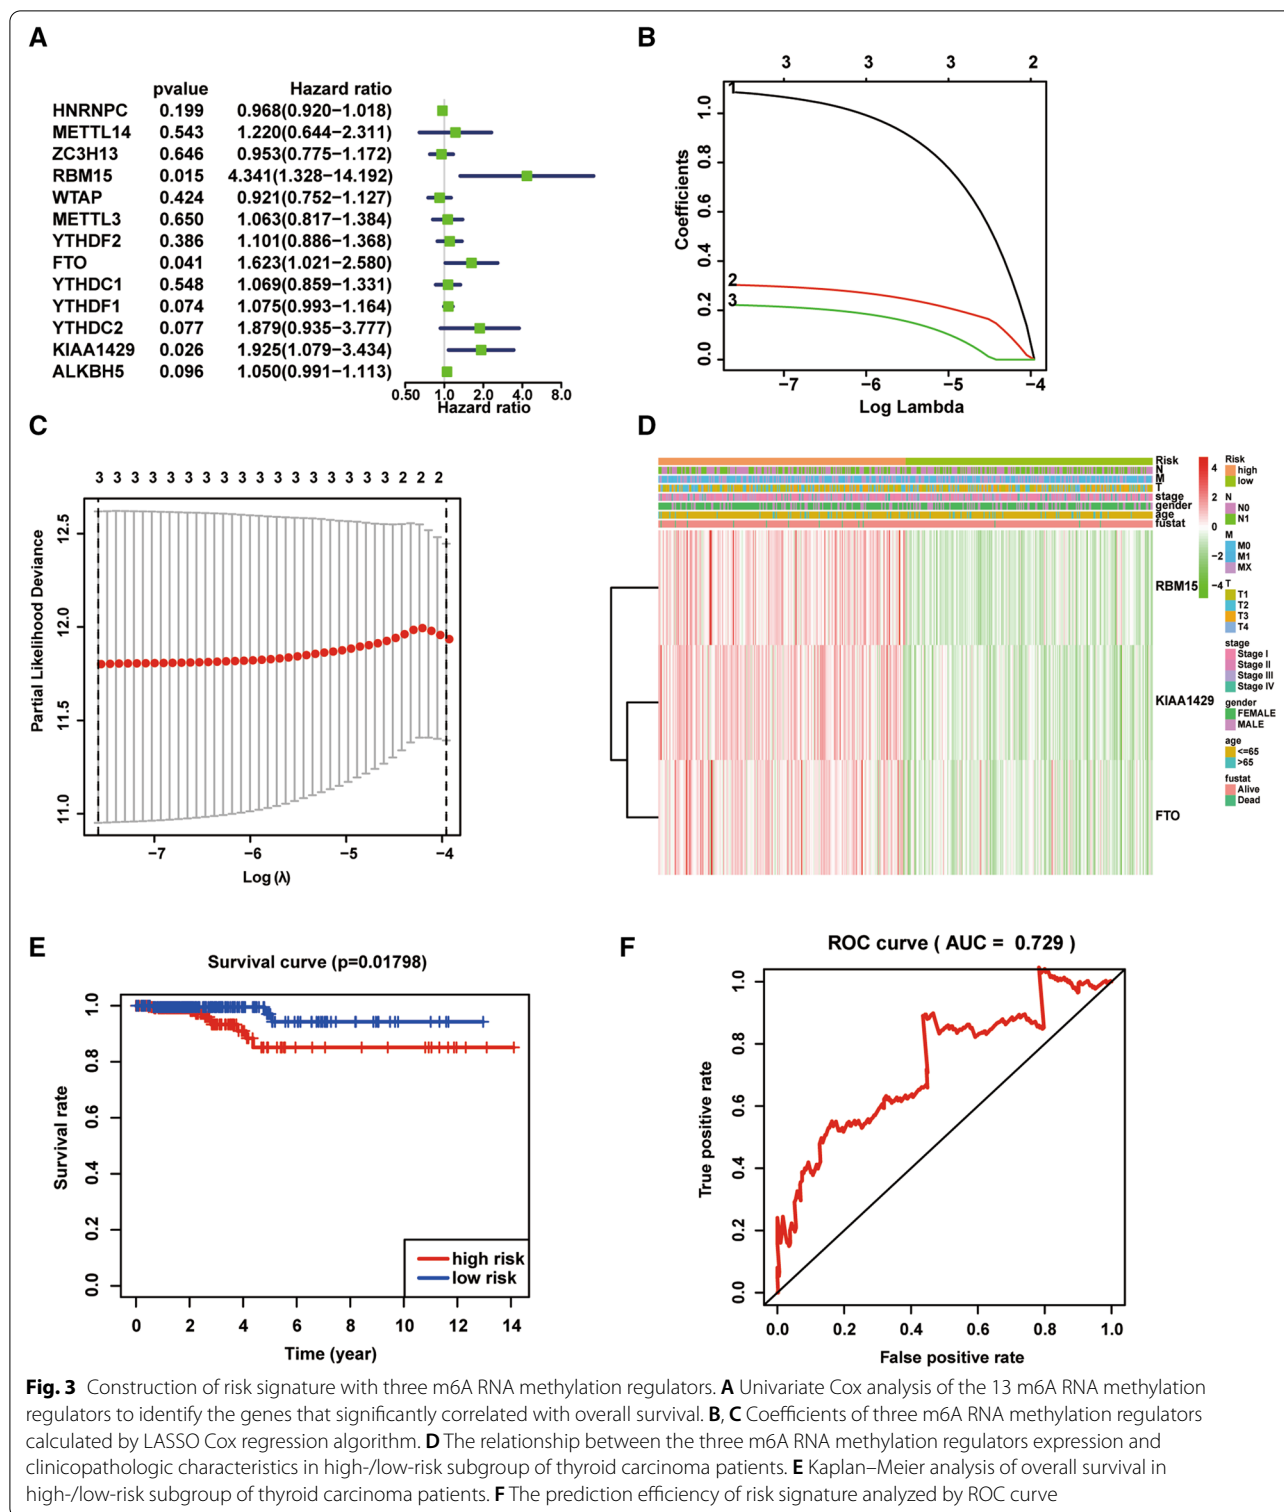 A
pvalue Hazard ratio
HNRNPC 0.199 0.968(0.920−1.018)
METTL14 0.543 1.220(0.644−2.311)
ZC3H13 0.646 0.953(0.775−1.172)
RBM15 0.015 4.341(1.328−14.192)
WTAP 0.424 0.921(0.752−1.127)
METTL3 0.650 1.063(0.817−1.384)
YTHDF2 0.386 1.101(0.886−1.368)
FTO 0.041 1.623(1.021−2.580)
YTHDC1 0.548 1.069(0.859−1.331)
YTHDF1 0.074 1.075(0.993−1.164)
YTHDC2 0.077 1.879(0.935−3.777)
KIAA1429 0.026 1.925(1.079−3.434)
ALKBH5 0.096 1.050(0.991−1.113)
0.50 1.0 2.0 4.0 8.0
Hazard ratio
B
3 3 3 2
Coefficients
1.0
0.8
0.6
0.4
0.2
0.0
1
2
3
−7 −6 −5 −4
Log Lambda
C
3 3 3 3 3 3 3 3 3 3 3 3 3 3 3 3 3 2 2 2
Partial Likelihood Deviance
12.5
12.0
11.5
11.0
−7 −6 −5 −4
Log (λ)
D
Risk
N
M
T
stage
gender
age
fustat
RBM15
KIAA1429
FTO
4
2
0
−2
−4
Risk
high
low
N
N0
N1
M
M0
M1
MX
T
T1
T2
T3
T4
stage
Stage I
Stage II
Stage III
Stage IV
gender
FEMALE
MALE
age
<=65
>65
fustat
Alive
Dead
E
Survival curve (p=0.01798)
Survival rate
1.0
0.8
0.6
0.4
0.2
0.0
high risk
low risk
0 2 4 6 8 10 12 14
Time (year)
F
ROC curve ( AUC = 0.729 )
True positive rate
1.0
0.8
0.6
0.4
0.2
0.0
0.0 0.2 0.4 0.6 0.8 1.0
False positive rate
Fig. 3 Construction of risk signature with three m6A RNA methylation regulators. A Univariate Cox analysis of the 13 m6A RNA methylation
regulators to identify the genes that significantly correlated with overall survival. B, C Coefficients of three m6A RNA methylation regulators
calculated by LASSO Cox regression algorithm. D The relationship between the three m6A RNA methylation regulators expression and
clinicopathologic characteristics in high-/low-risk subgroup of thyroid carcinoma patients. E Kaplan–Meier analysis of overall survival in
high-/low-risk subgroup of thyroid carcinoma patients. F The prediction efficiency of risk signature analyzed by ROC curve